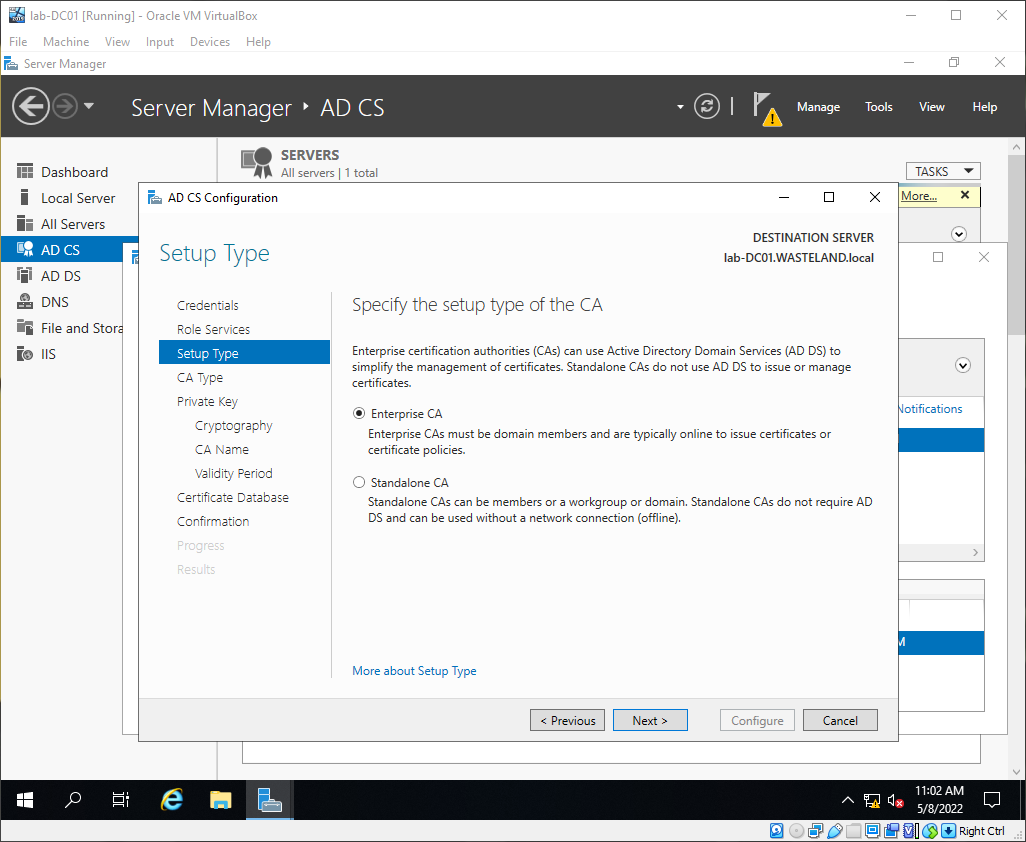 lab-DC01 [Running] - Oracle VM VirtualBox
File Machine View Input Devices Help
Server Manager
Server Manager AD CS
Manage Tools View Help
Dashboard
Local Server
All Servers
AD CS
AD DS
DNS
File and Stora
IIS
SERVERS
All servers | 1 total
TASKS
More...
AD CS Configuration
Setup Type
DESTINATION SERVER
lab-DC01.WASTELAND.local
Credentials
Role Services
Setup Type
CA Type
Private Key
Cryptography
CA Name
Validity Period
Certificate Database
Confirmation
Progress
Results
Specify the setup type of the CA
Enterprise certification authorities (CAs) can use Active Directory Domain Services (AD DS) to
simplify the management of certificates. Standalone CAs do not use AD DS to issue or manage
certificates.
Enterprise CA
Enterprise CAs must be domain members and are typically online to issue certificates or
certificate policies.
Standalone CA
Standalone CAs can be members or a workgroup or domain. Standalone CAs do not require AD
DS and can be used without a network connection (offline).
More about Setup Type
< Previous Next > Configure Cancel
Notifications
M
11:02 AM
5/8/2022
Right Ctrl